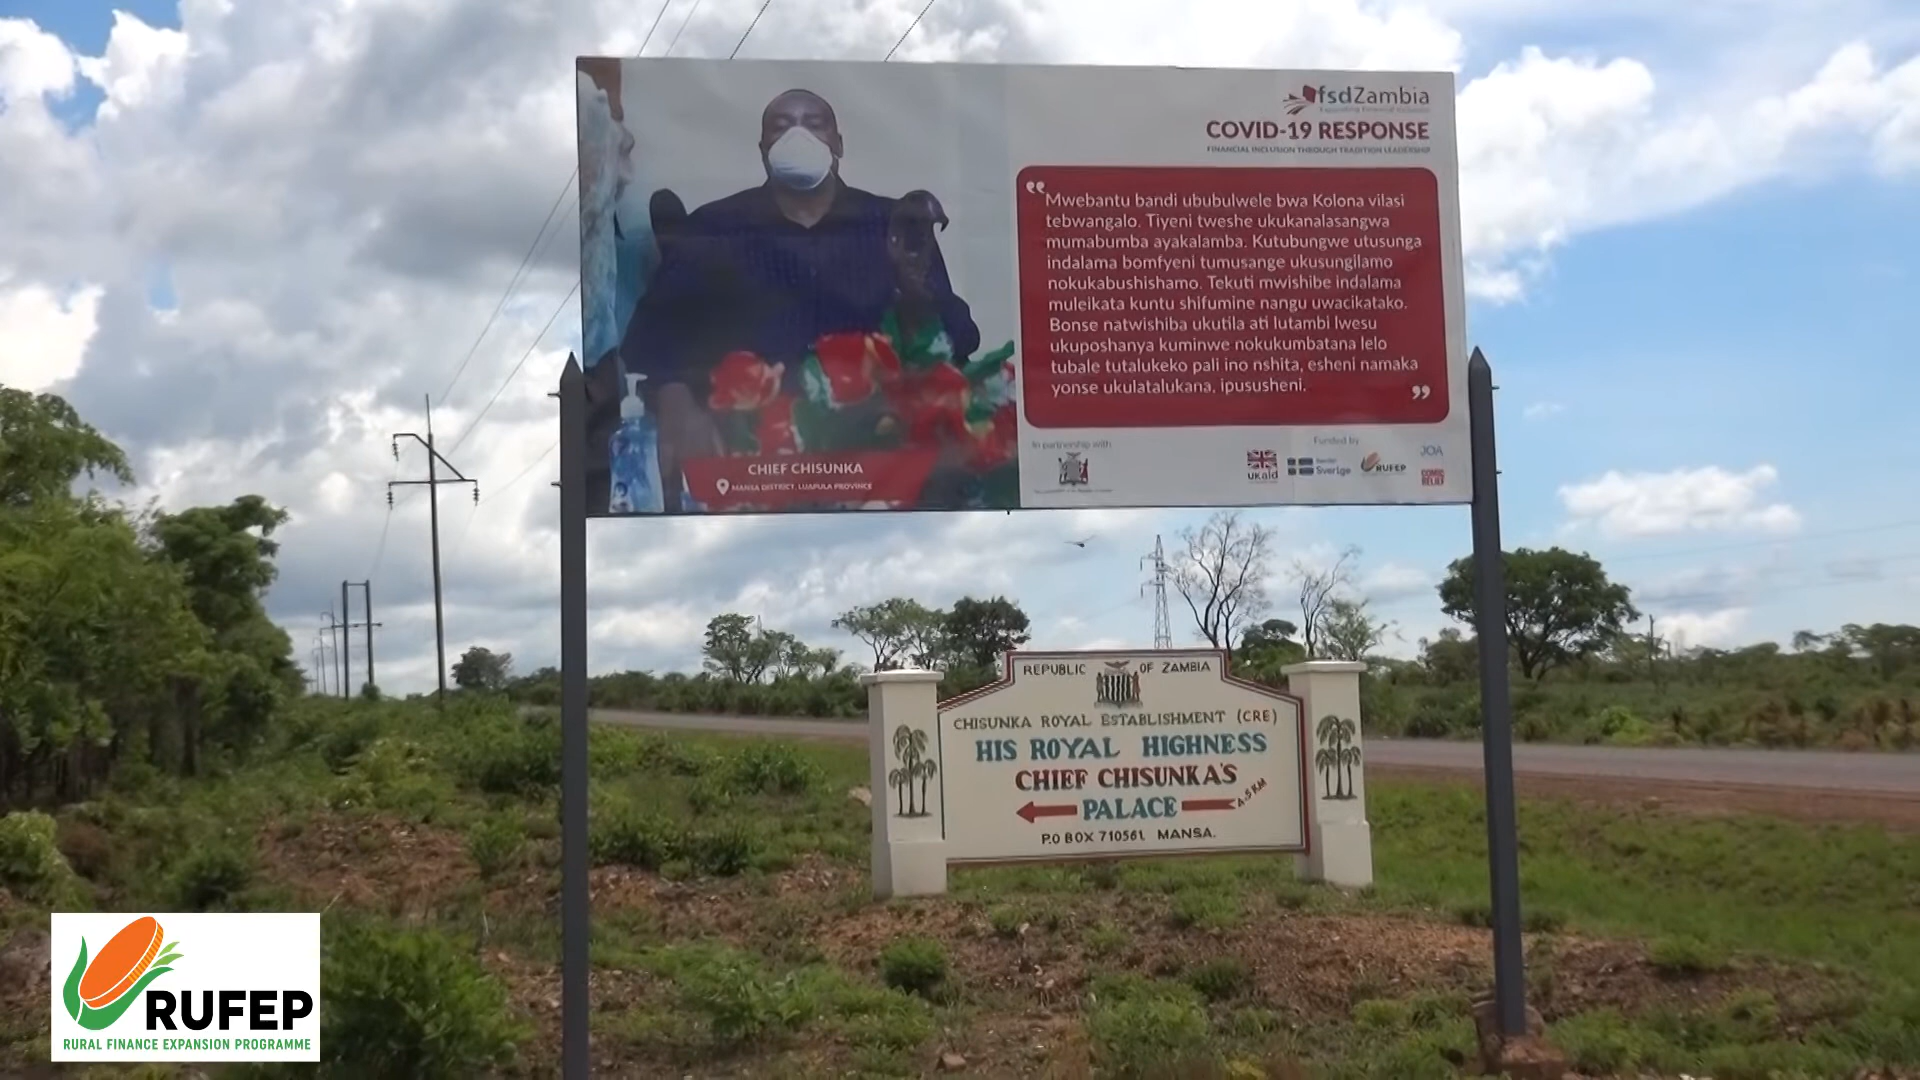 fsdZambia
COVID-19 RESPONSE
FINANCIAL INCLUSION THROUGH TRADITION LEADERSHIP
“Mwebantu bandi ububulwele bwa Kolona vilasi
tebwangalo. Tiyeni tweshe ukukanalasangwa
mumabumba ayakalamba. Kutubungwe utusunga
indalama bomfyeni tumusange ukusungilamo
nokukabushishamo. Tekuti mwishibe indalama
muleikata kuntu shifumine nangu uwacikatako.
Bonse natwishiba ukutila ati lutambi lwesu
ukuposhanya kuminwe nokukumbatana lelo
tubale tutalukeko pali ino nshita, esheni namaka
yonse ukulatalukana, ipususheni.”
CHIEF CHISUNKA
MANSA DISTRICT, LUAPULA PROVINCE
In partnership with
Funded by
ukaid
Sverige
RUFEP
JOA
COMIC
RELIEF
REPUBLIC OF ZAMBIA
CHISUNKA ROYAL ESTABLISHMENT (CRE)
HIS ROYAL HIGHNESS
CHIEF CHISUNKA'S
PALACE 4.5KM
P.O BOX 710561, MANSA.
RUFEP
RURAL FINANCE EXPANSION PROGRAMME